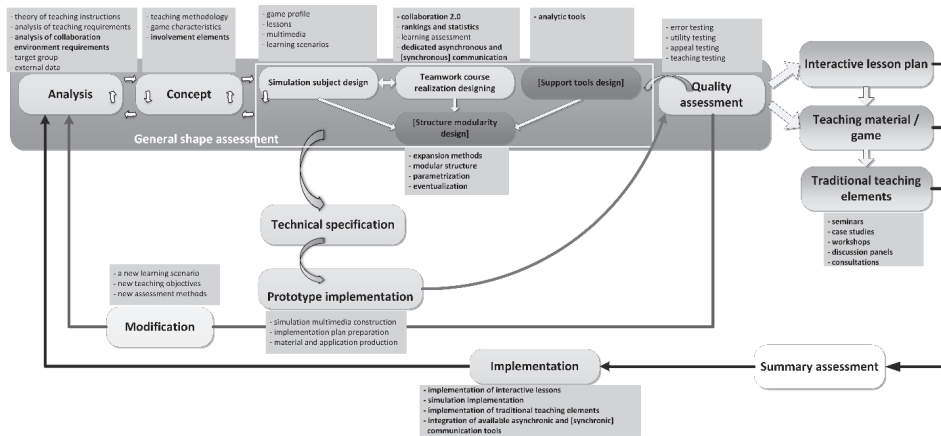 - theory of teaching instructions
- analysis of teaching requirements
- analysis of collaboration
environment requirements
- target group
- external data
- teaching methodology
- game characteristics
- involvement elements
- game profile
- lessons
- multimedia
- learning scenarios
- collaboration 2.0
- rankings and statistics
- learning assessment
- dedicated asynchronous and
[synchronous] communication
- analytic tools
- error testing
- utility testing
- appeal testing
- teaching testing
Analysis
Concept
Simulation subject design
Teamwork course
realization designing
[Support tools design]
Quality
assessment
Interactive lesson plan
General shape assessment
[Structure modularity
design]
Teaching material /
game
- expansion methods
- modular structure
- parametrization
- eventualization
Traditional teaching
elements
- seminars
- case studies
- workshops
- discussion panels
- consultations
Technical specification
- a new learning scenario
- new teaching objectives
- new assessment methods
Prototype implementation
Modification
- simulation multimedia construction
- implementation plan preparation
- material and application production
Implementation
Summary assessment
- implementation of interactive lessons
- simulation implementation
- implementation of traditional teaching elements
- integration of available asynchronic and [synchronic]
communication tools